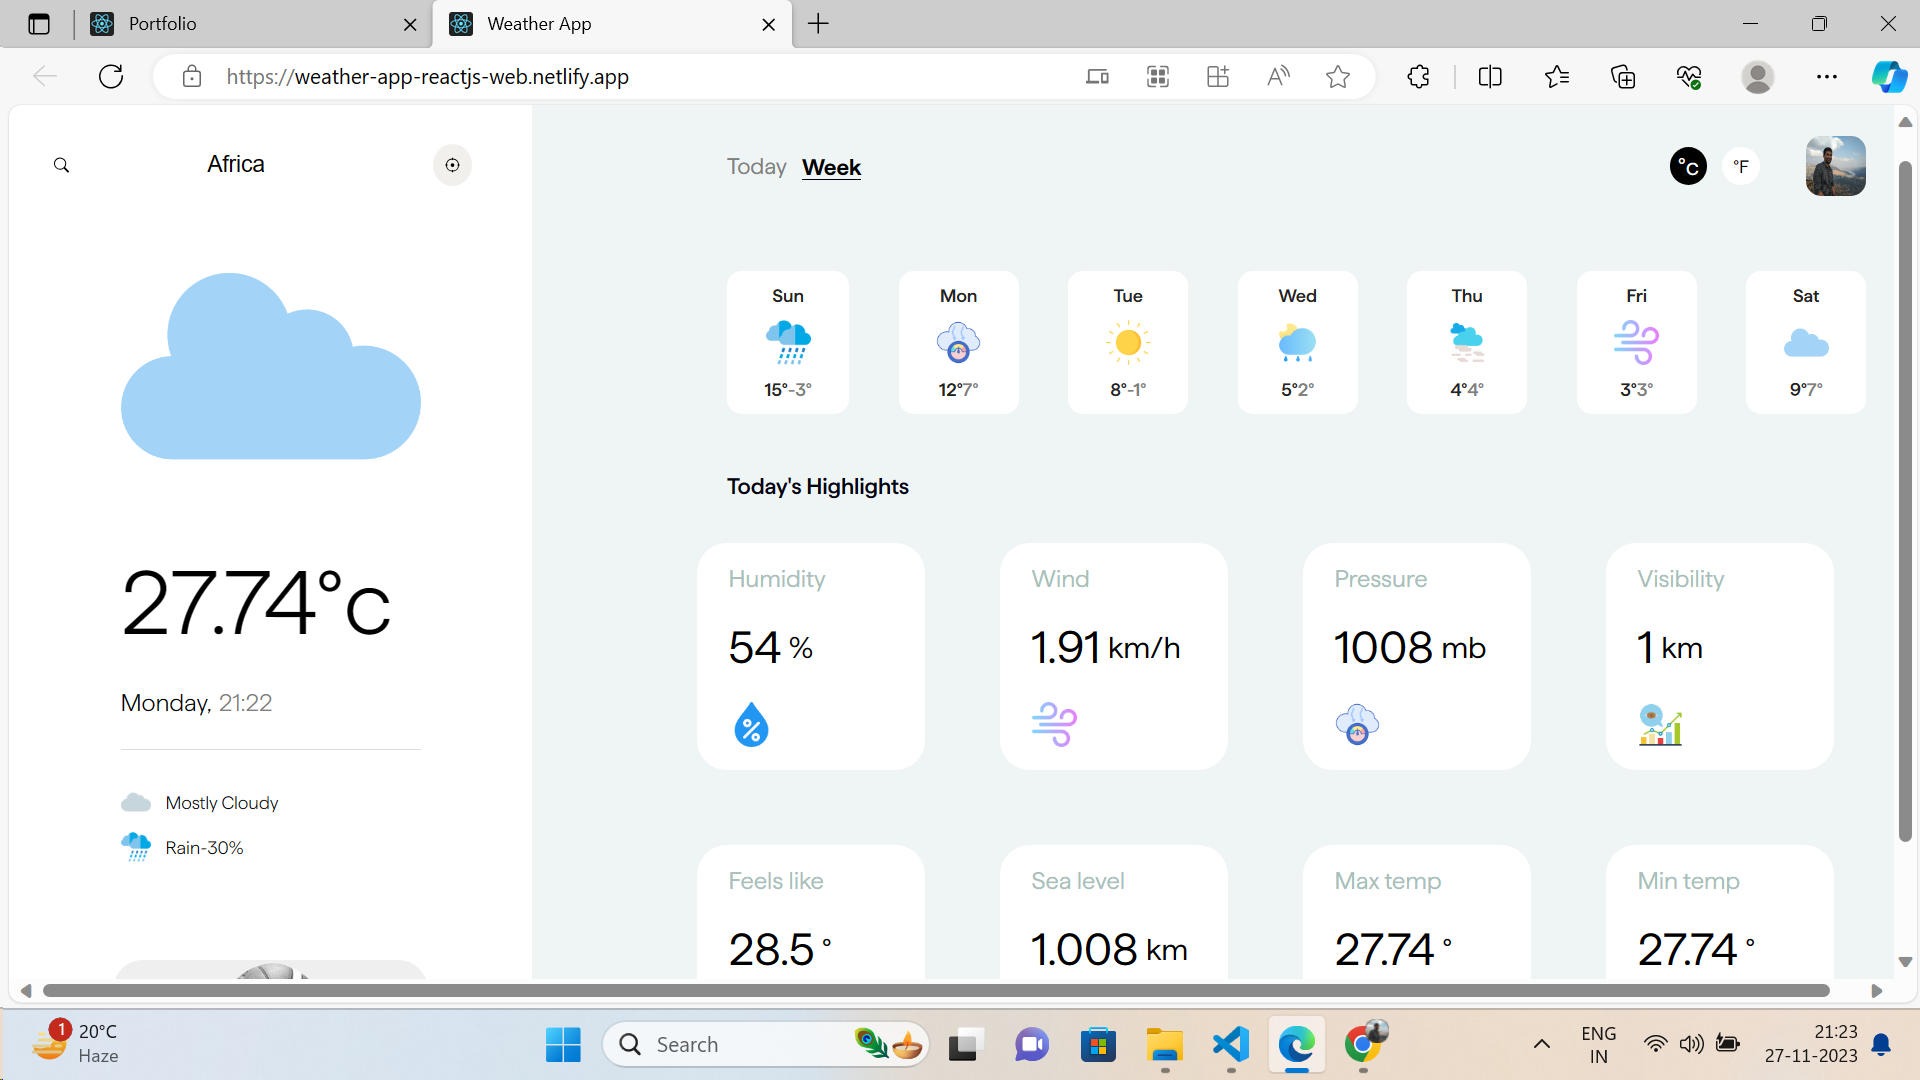 Portfolio
Weather App
https://weather-app-reactjs-web.netlify.app
Africa
27.74°c
Monday, 21:22
Mostly Cloudy
Rain-30%
Today Week
°C °F
Sun Mon Tue Wed Thu Fri Sat
15°-3° 12°7° 8°-1° 5°2° 4°4° 3°3° 9°7°
Today's Highlights
Humidity Wind Pressure Visibility
54 % 1.91 km/h 1008 mb 1 km
Feels like Sea level Max temp Min temp
28.5 ° 1.008 km 27.74 ° 27.74 °
1
20°C
Haze
Search
ENG
IN
21:23
27-11-2023